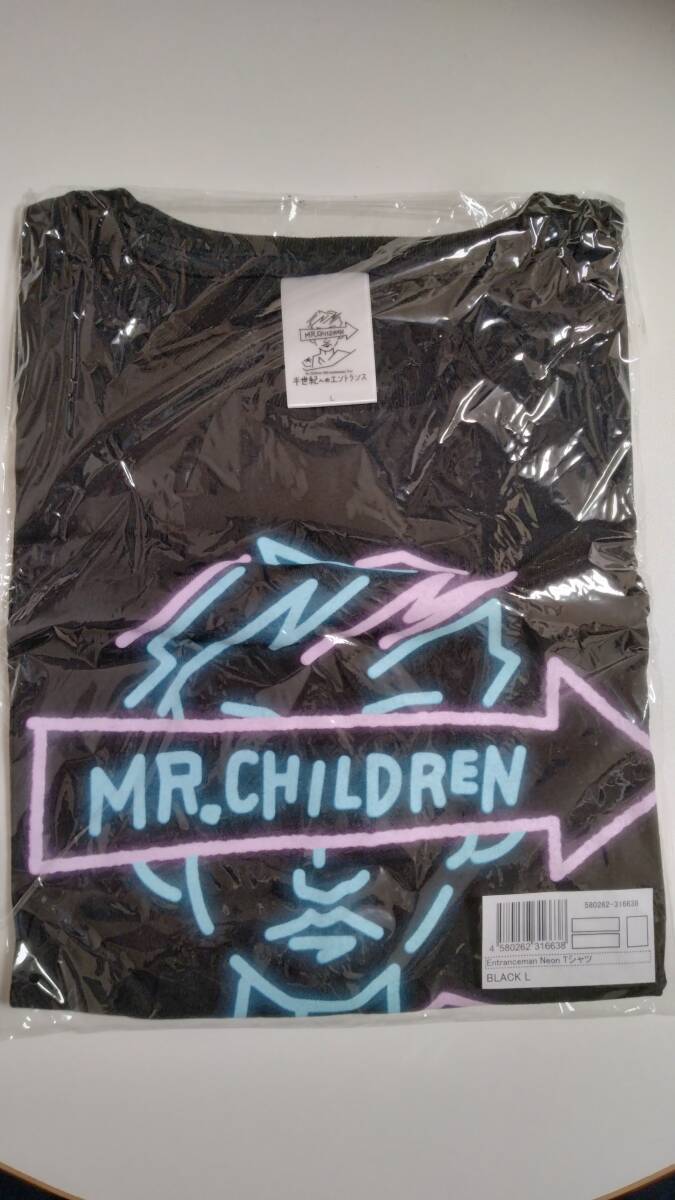 MR.CHILDREN
半世紀へのエントランス
L
MR.CHILDREN
580262-316638
4 580262 316638
Entranceman Neon Tシャツ
BLACK L